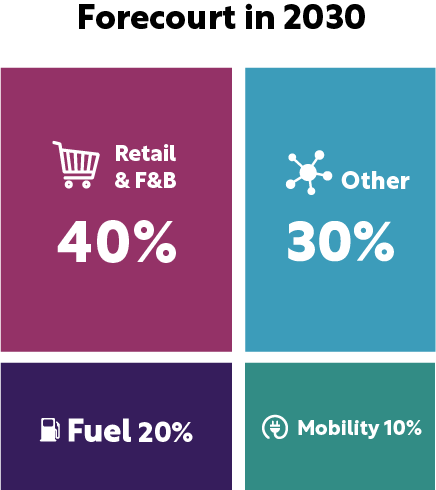 Forecourt in 2030
Retail
& F&B
40%
Other
30%
Fuel 20%
Mobility 10%